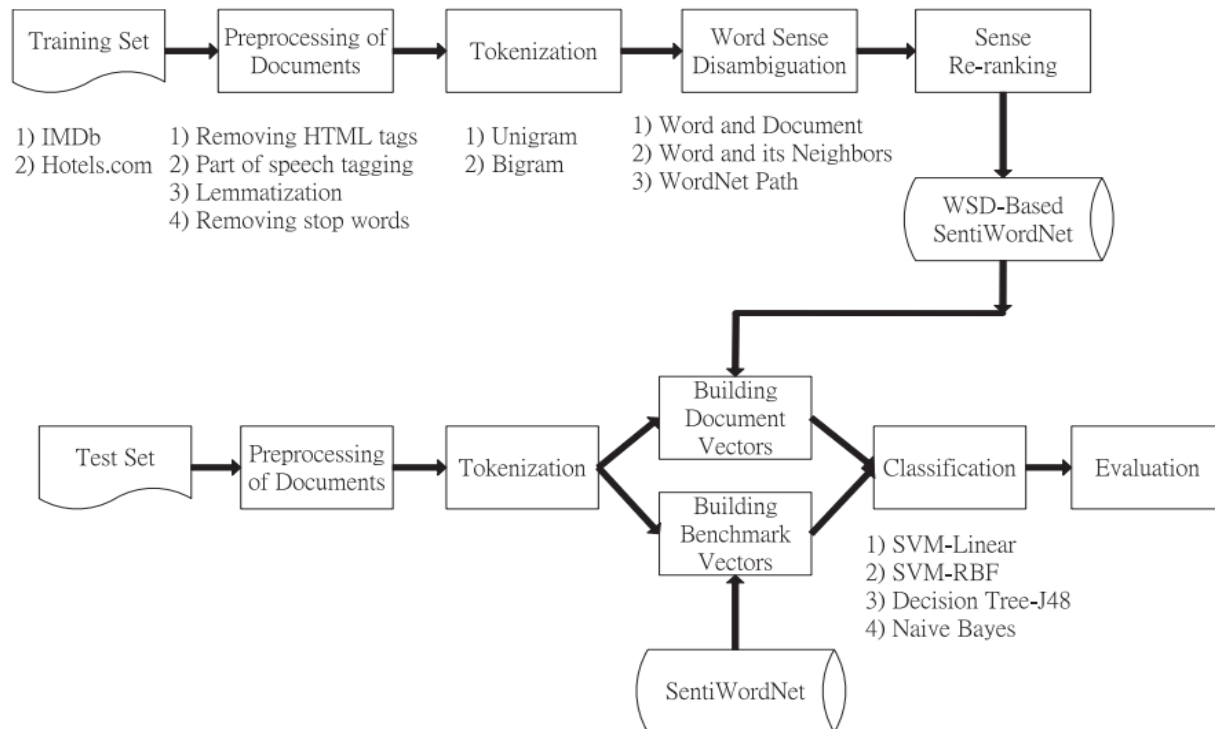 Training Set
Preprocessing of
Documents
Tokenization
Word Sense
Disambiguation
Sense
Re-ranking
1) IMDb
2) Hotels.com
1) Removing HTML tags
2) Part of speech tagging
3) Lemmatization
4) Removing stop words
1) Unigram
2) Bigram
1) Word and Document
2) Word and its Neighbors
3) WordNet Path
WSD-Based
SentiWordNet
Test Set
Preprocessing
of Documents
Tokenization
Building
Document
Vectors
Building
Benchmark
Vectors
Classification
Evaluation
1) SVM-Linear
2) SVM-RBF
3) Decision Tree-J48
4) Naive Bayes
SentiWordNet